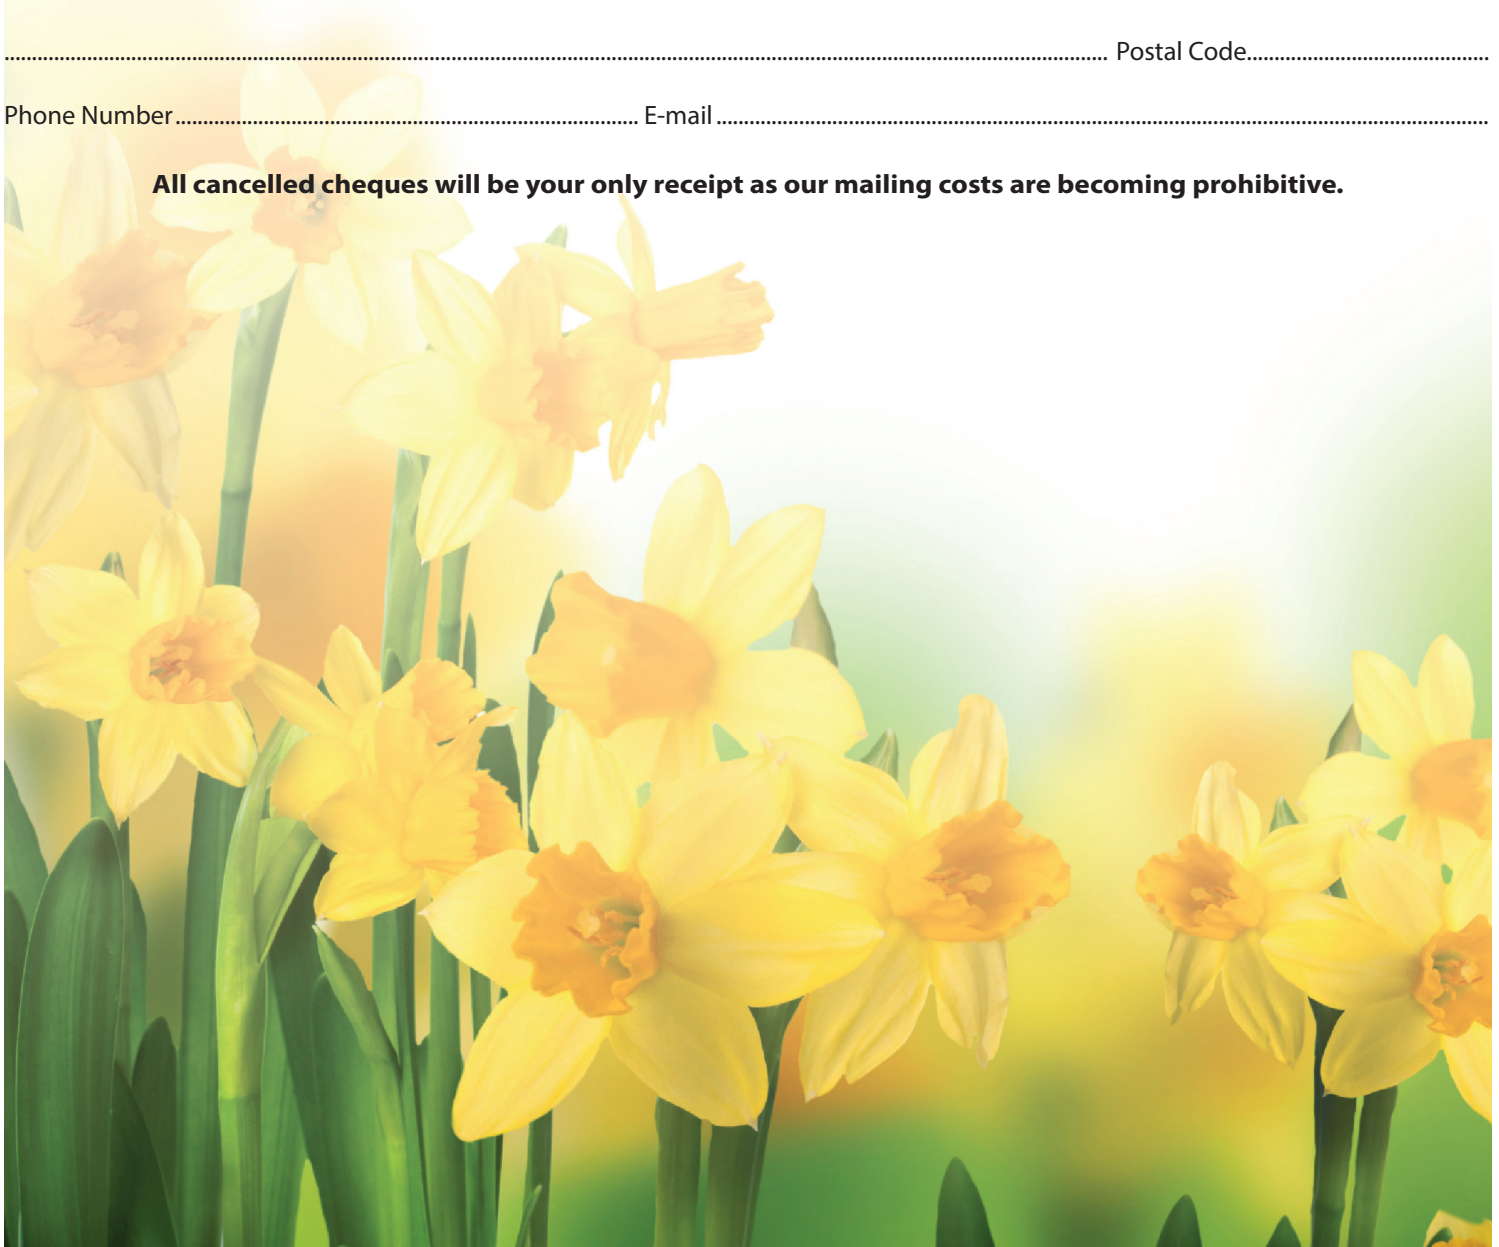 .......... Postal Code..........
Phone Number.......... E-mail..........
All cancelled cheques will be your only receipt as our mailing costs are becoming prohibitive.